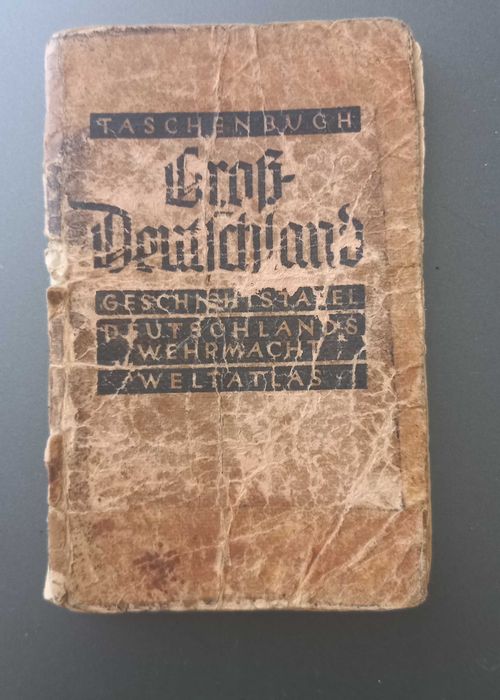 TASCHENBUCH
Groß-
Deutschland
GESCHICHTSTAFEL
DEUTSCHLANDS
WEHRMACHT
WELTATLAS